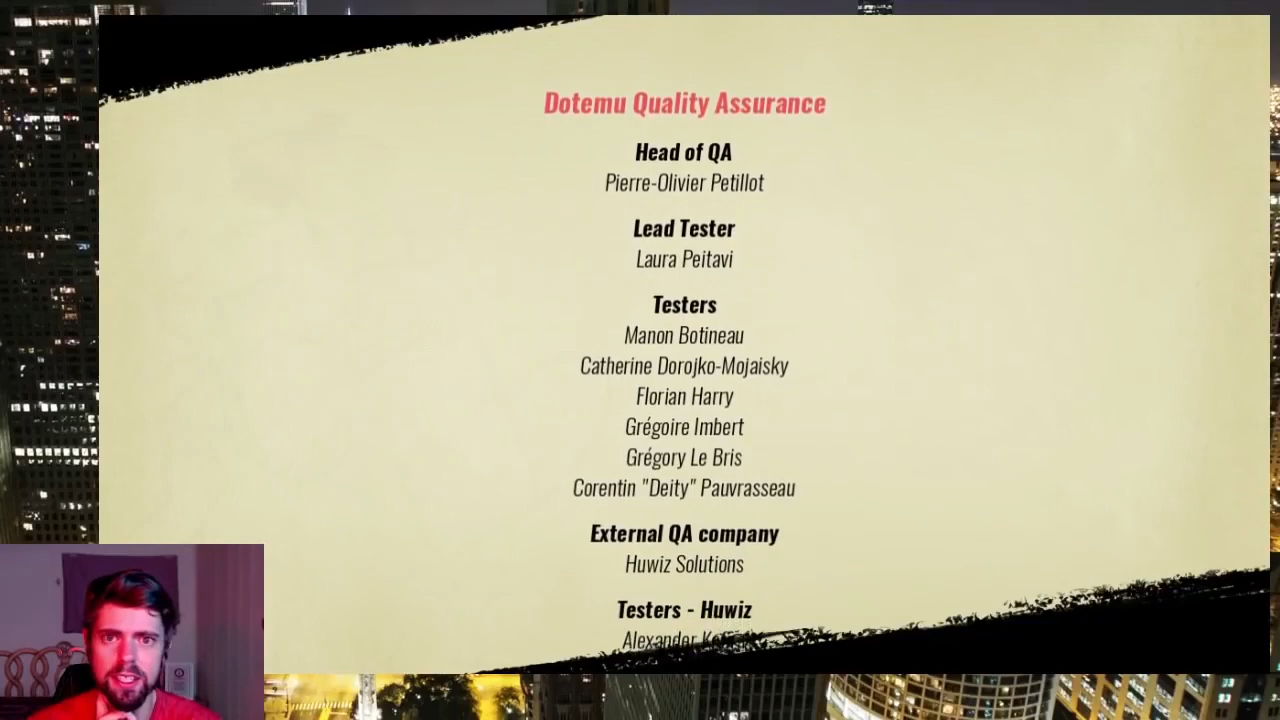 Dotemu Quality Assurance
Head of QA
Pierre-Olivier Petillot
Lead Tester
Laura Peitavi
Testers
Manon Botineau
Catherine Dorojko-Mojaisky
Florian Harry
Grégoire Imbert
Grégory Le Bris
Corentin "Deity" Pauvrasseau
External QA company
Huwiz Solutions
Testers - Huwiz
Alexander